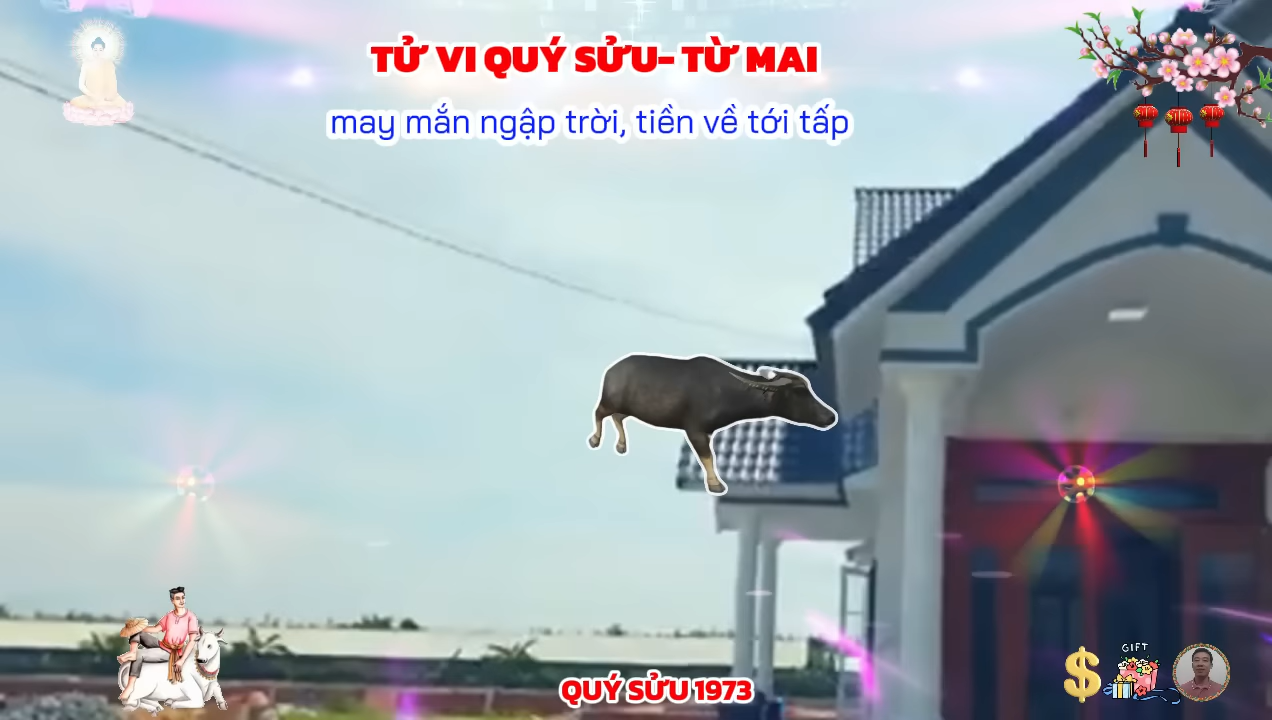 TỬ VI QUÝ SỬU- TỪ MAI
may mắn ngập trời, tiền về tới tấp
GIFT
QUÝ SỬU 1973